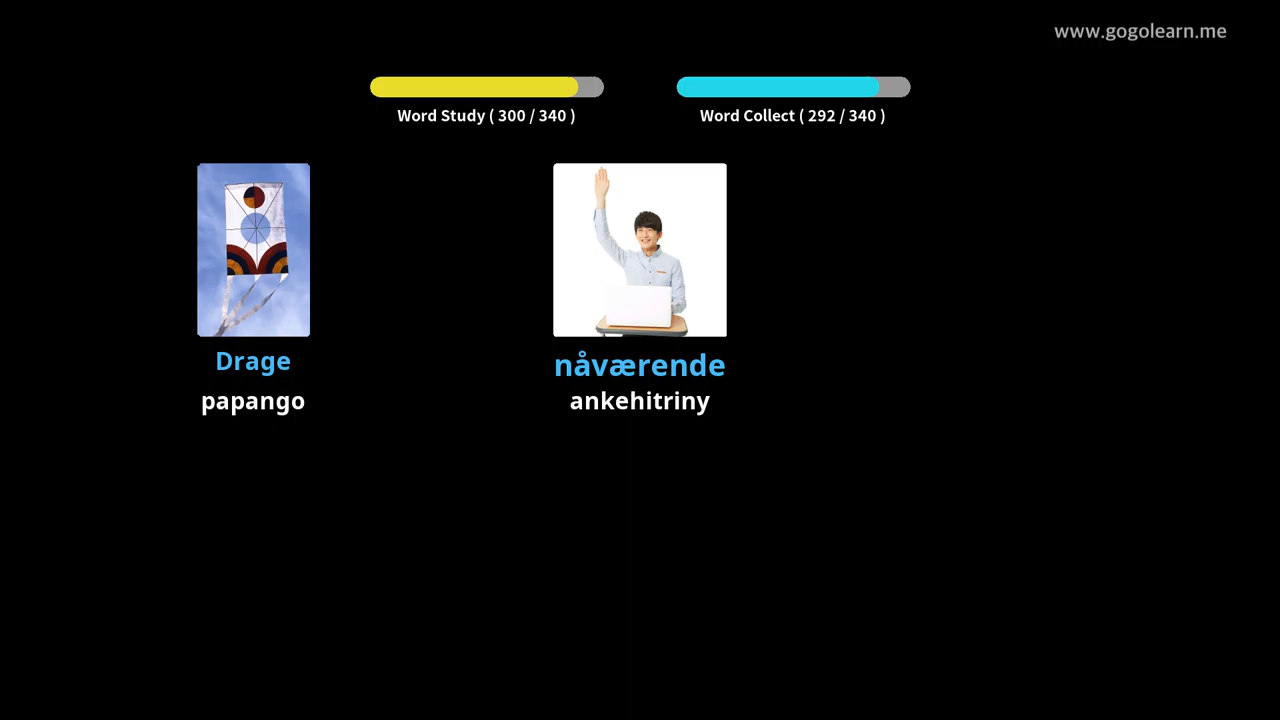 www.gogolearn.me
Word Study ( 300 / 340 )
Word Collect ( 292 / 340 )
Drage
papango
nåværende
ankehitriny